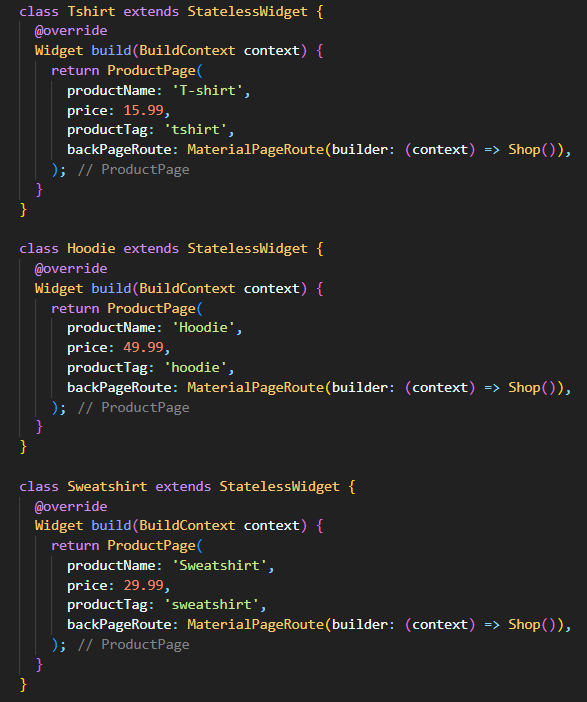 class Tshirt extends StatelessWidget {
  @override
  Widget build(BuildContext context) {
    return ProductPage(
      productName: 'T-shirt',
      price: 15.99,
      productTag: 'tshirt',
      backPageRoute: MaterialPageRoute(builder: (context) => Shop()),
    ); // ProductPage
  }
}

class Hoodie extends StatelessWidget {
  @override
  Widget build(BuildContext context) {
    return ProductPage(
      productName: 'Hoodie',
      price: 49.99,
      productTag: 'hoodie',
      backPageRoute: MaterialPageRoute(builder: (context) => Shop()),
    ); // ProductPage
  }
}

class Sweatshirt extends StatelessWidget {
  @override
  Widget build(BuildContext context) {
    return ProductPage(
      productName: 'Sweatshirt',
      price: 29.99,
      productTag: 'sweatshirt',
      backPageRoute: MaterialPageRoute(builder: (context) => Shop()),
    ); // ProductPage
  }
}